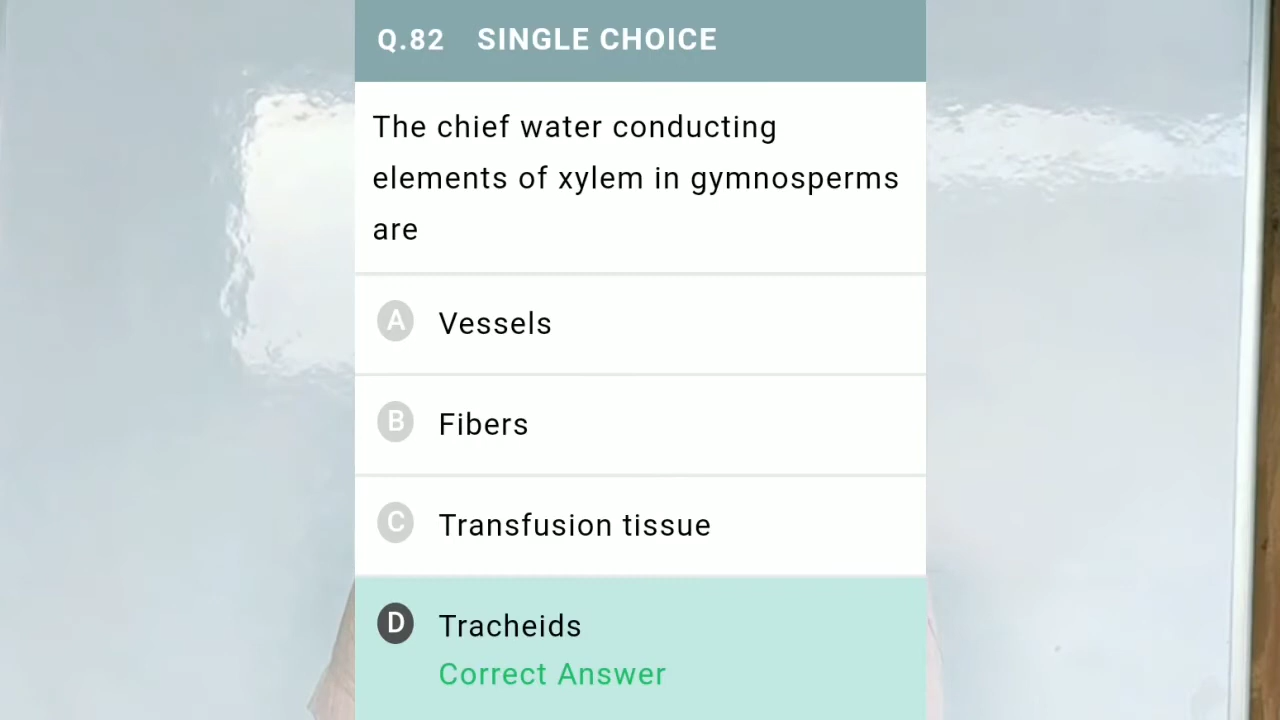 Q.82 SINGLE CHOICE
The chief water conducting
elements of xylem in gymnosperms
are
A Vessels
B Fibers
C Transfusion tissue
D Tracheids
Correct Answer